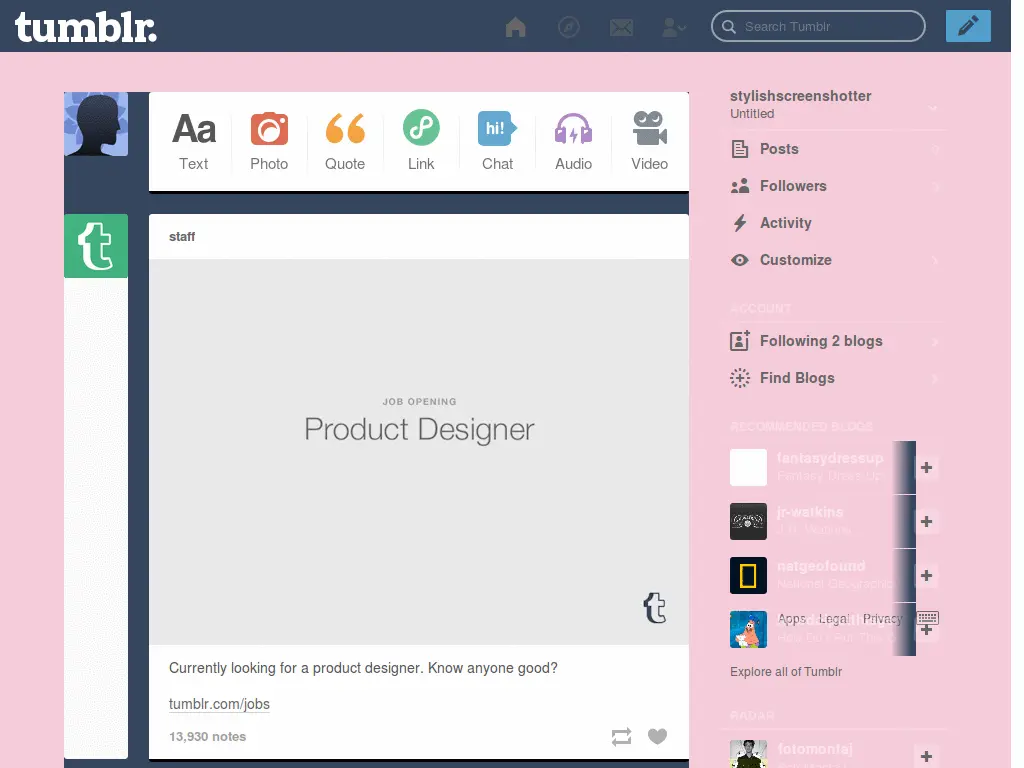 tumblr.
Search Tumblr
Aa
hi!
Text
Photo
Quote
Link
Chat
Audio
Video
stylishscreenshotter
Untitled
Posts
Followers
Activity
Customize
ACCOUNT
Following 2 blogs
Find Blogs
RECOMMENDED BLOGS
fantasydressup
Fantasy Dress Up
jr-watkins
J.R. Watkins
natgeofound
National Geographic
Apps Legal Privacy
Explore all of Tumblr
RADAR
fotomontaj
staff
JOB OPENING
Product Designer
Currently looking for a product designer. Know anyone good?
tumblr.com/jobs
13,930 notes